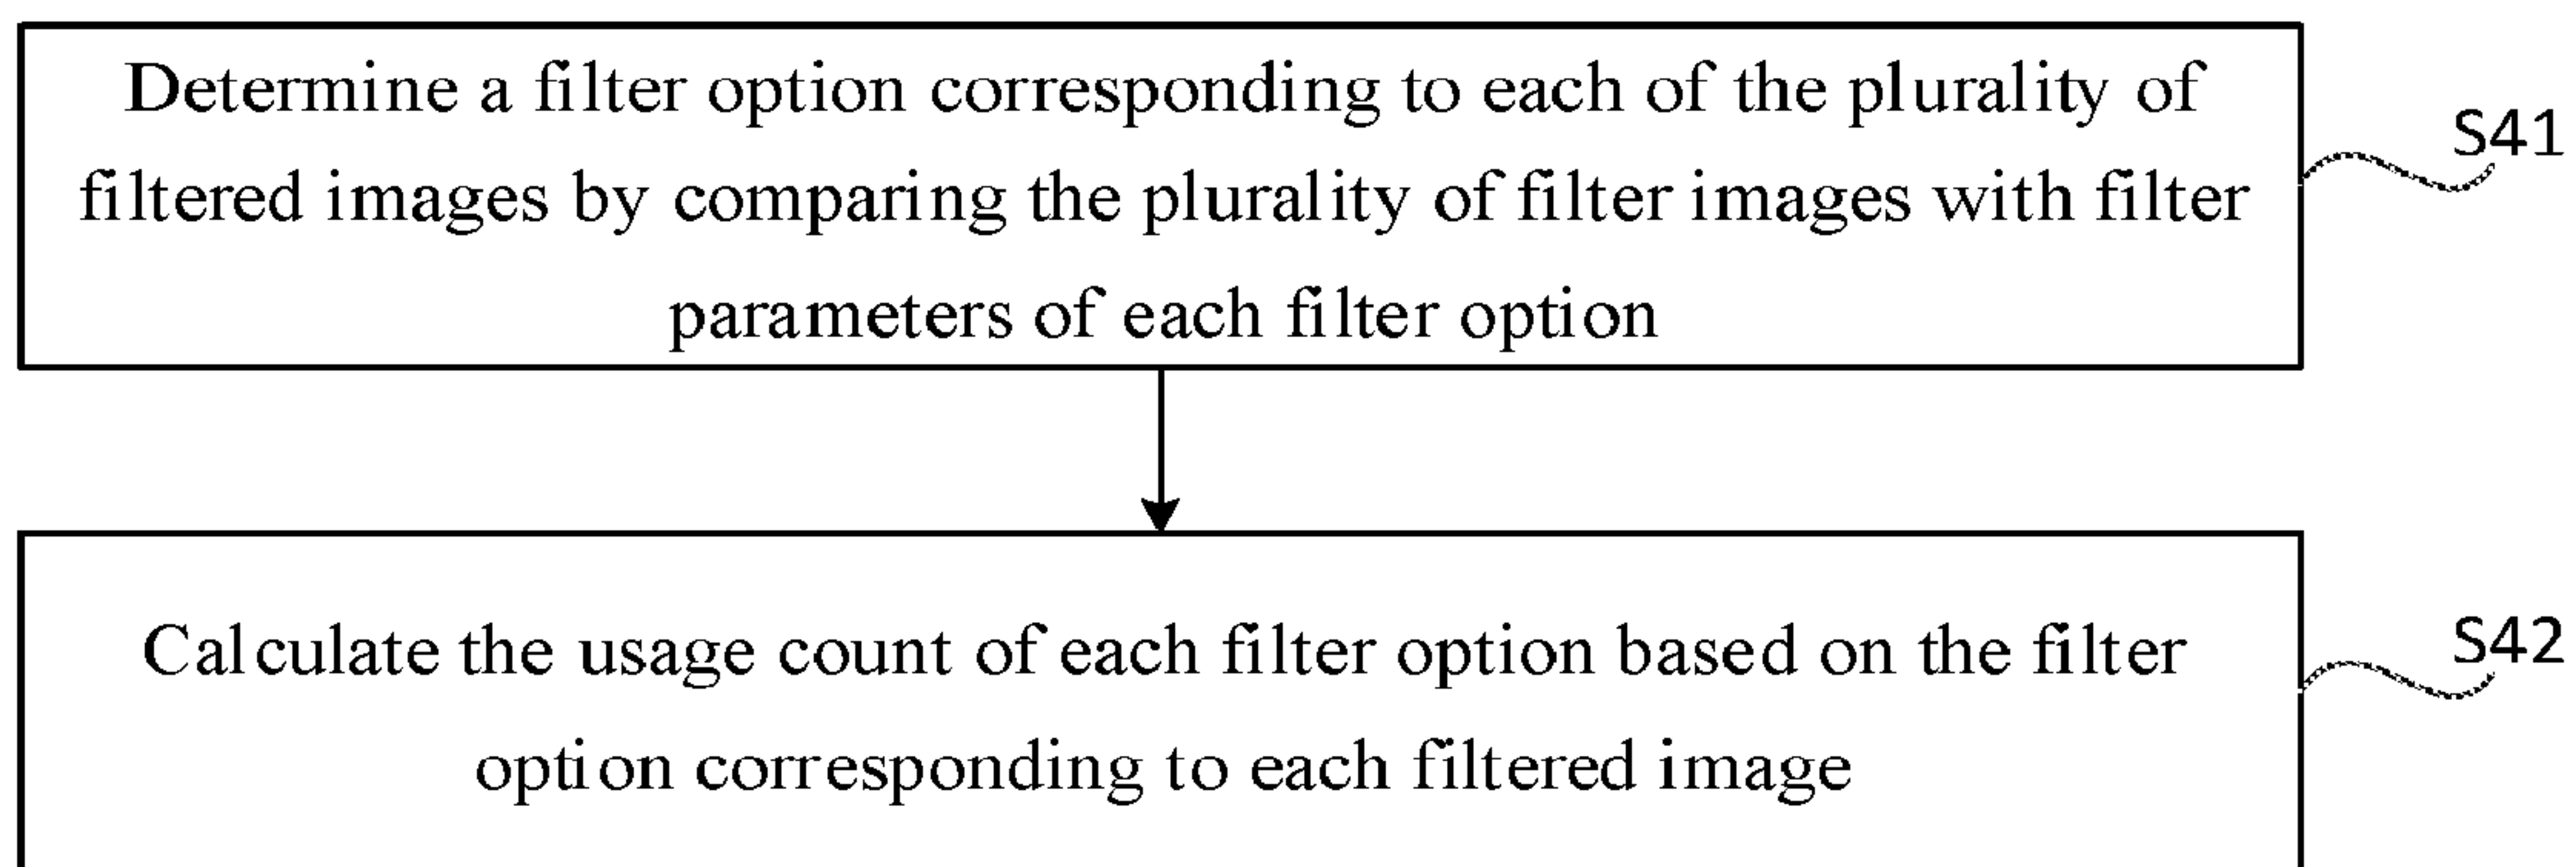 Determine a filter option corresponding to each of the plurality of
filtered images by comparing the plurality of filter images with filter
parameters of each filter option
S41
Calculate the usage count of each filter option based on the filter
option corresponding to each filtered image
S42